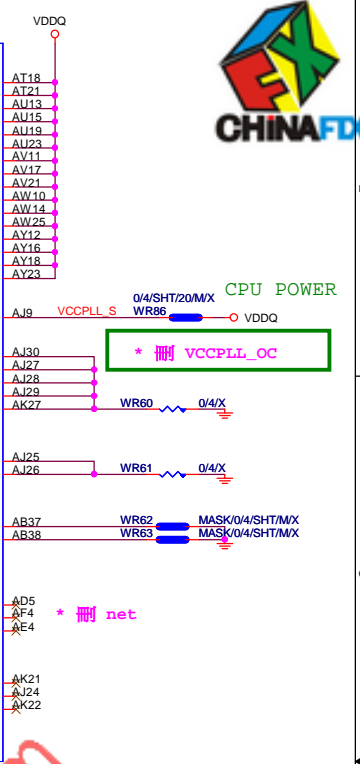 VDDQ
AT18
AT21
AU13
AU15
AU19
AU23
AV11
AV17
AV21
AW10
AW14
AW25
AY12
AY16
AY18
AY23
CHiNAFD
CPU POWER
0/4/SHT/20/M/X
AJ9 VCCPLL_S WR86 VDDQ
* VCCPLL_OC
AJ30
AJ27
AJ28
AJ29
AK27 WR60 0/4/X
AJ25
AJ26 WR61 0/4/X
AB37 WR62 MASK/0/4/SHT/M/X
AB38 WR63 MASK/0/4/SHT/M/X
AD5
AF4 * net
AE4
AK21
AJ24
AK22